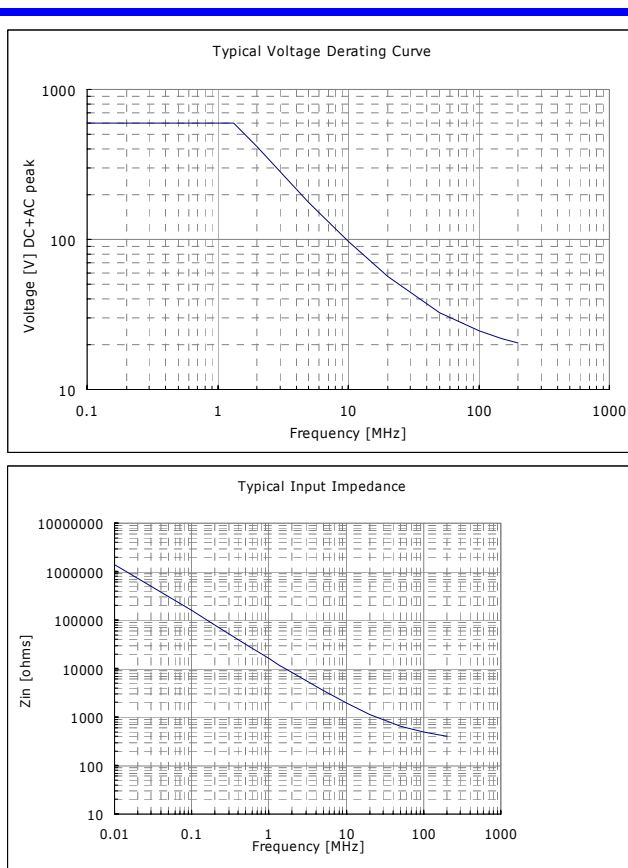 Typical Voltage Derating Curve
1000
100
10
Voltage [V] DC+AC peak
0.1 1 10 100 1000
Frequency [MHz]
Typical Input Impedance
10000000
1000000
100000
10000
1000
100
10
Zin [ohms]
0.01 0.1 1 10 100 1000
Frequency [MHz]